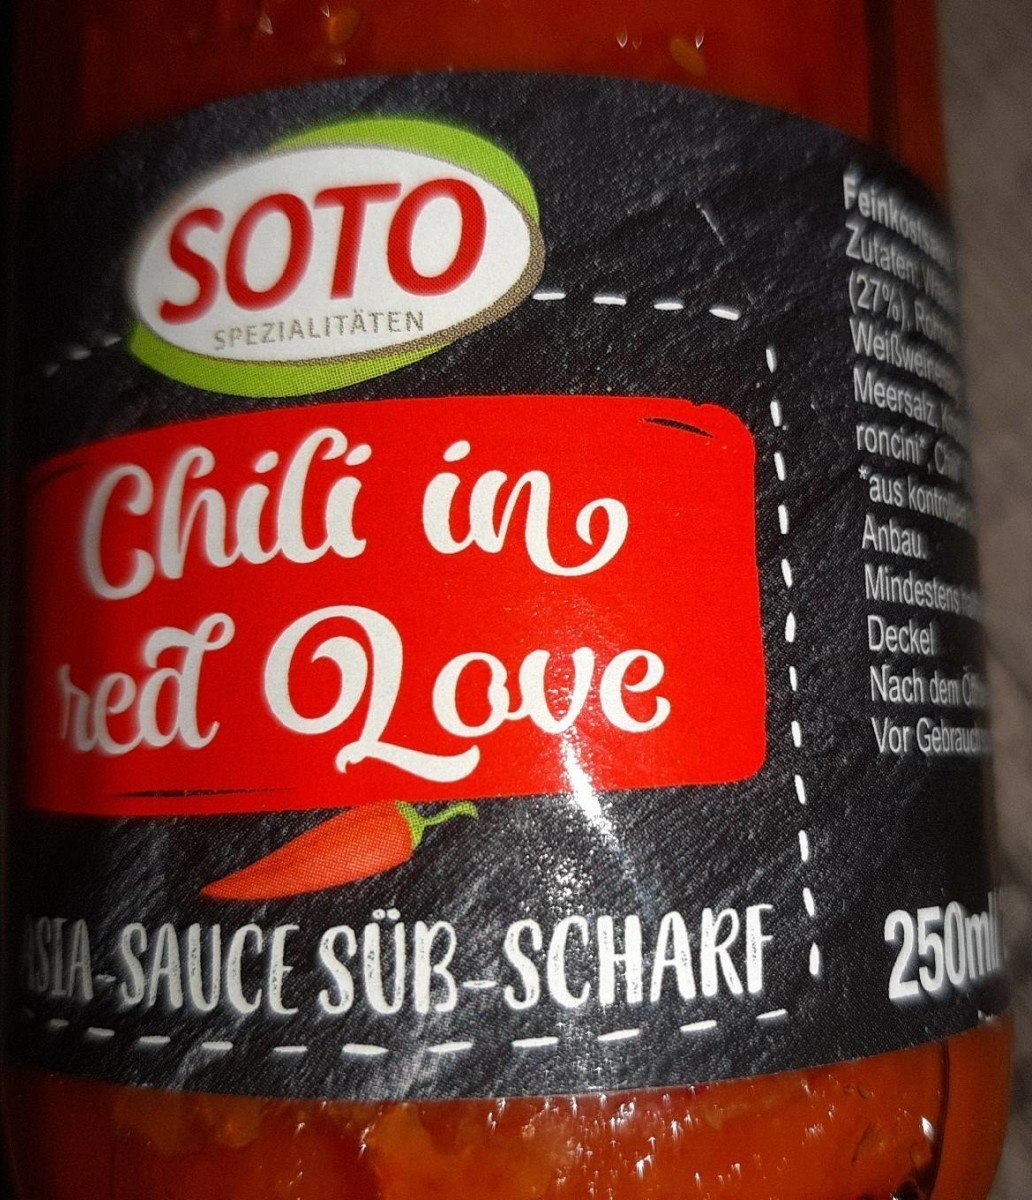 SOTO
SPEZIALITÄTEN
Chili in
red Love
ASIA-SAUCE SÜß-SCHARF
Zutaten:
(27%),
Meersalz,
roncini*,
*aus
Anbau.
Mindestens
Deckel
Nach dem
Vor Gebrauch
250ml